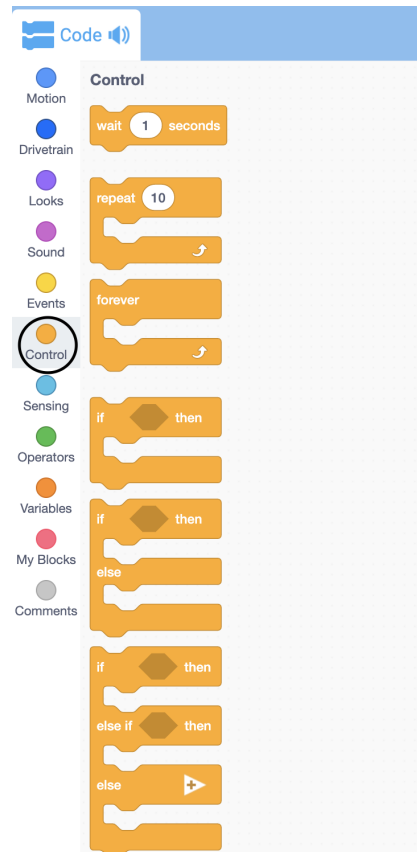 Code
Motion
Drivetrain
Looks
Sound
Events
Control
Sensing
Operators
Variables
My Blocks
Comments
Control
wait 1 seconds
repeat 10
forever
if then
if then
else
if then
else if then
else